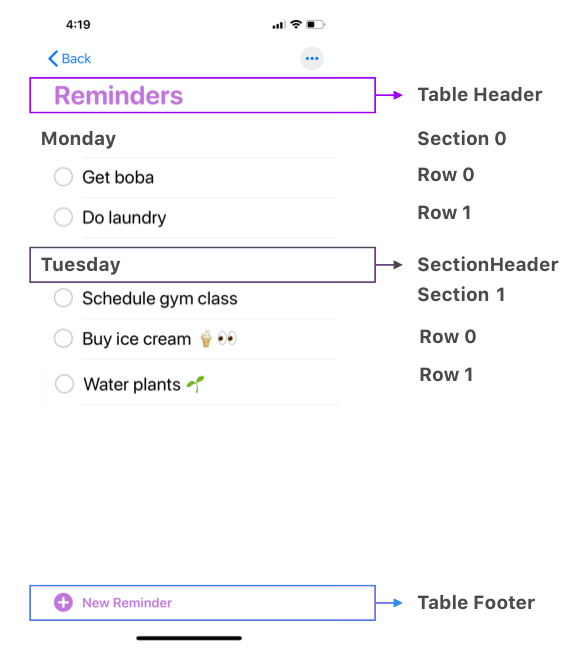 4:19
Back
Reminders
Table Header
Monday
Section 0
Get boba
Row 0
Do laundry
Row 1
Tuesday
SectionHeader
Schedule gym class
Section 1
Buy ice cream 🍦👀
Row 0
Water plants 🌱
Row 1
New Reminder
Table Footer